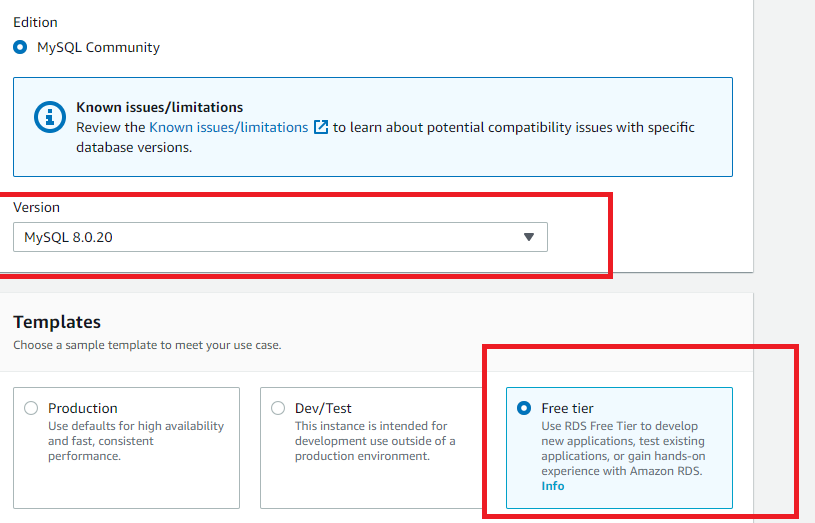 Edition
MySQL Community
Known issues/limitations
Review the Known issues/limitations to learn about potential compatibility issues with specific
database versions.
Version
MySQL 8.0.20
Templates
Choose a sample template to meet your use case.
Production
Use defaults for high availability
and fast, consistent
performance.
Dev/Test
This instance is intended for
development use outside of a
production environment.
Free tier
Use RDS Free Tier to develop
new applications, test existing
applications, or gain hands-on
experience with Amazon RDS.
Info